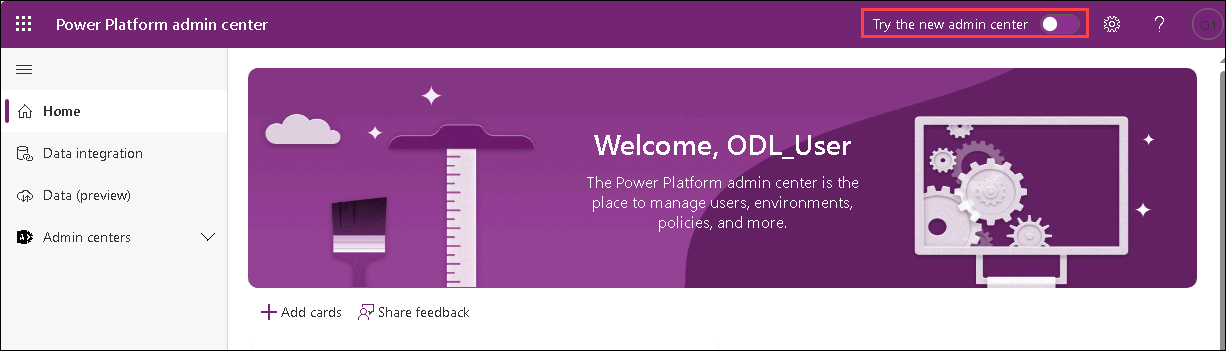 Power Platform admin center
Try the new admin center
?
O1
Home
Data integration
Data (preview)
Admin centers
Welcome, ODL_User
The Power Platform admin center is the
place to manage users, environments,
policies, and more.
Add cards
Share feedback